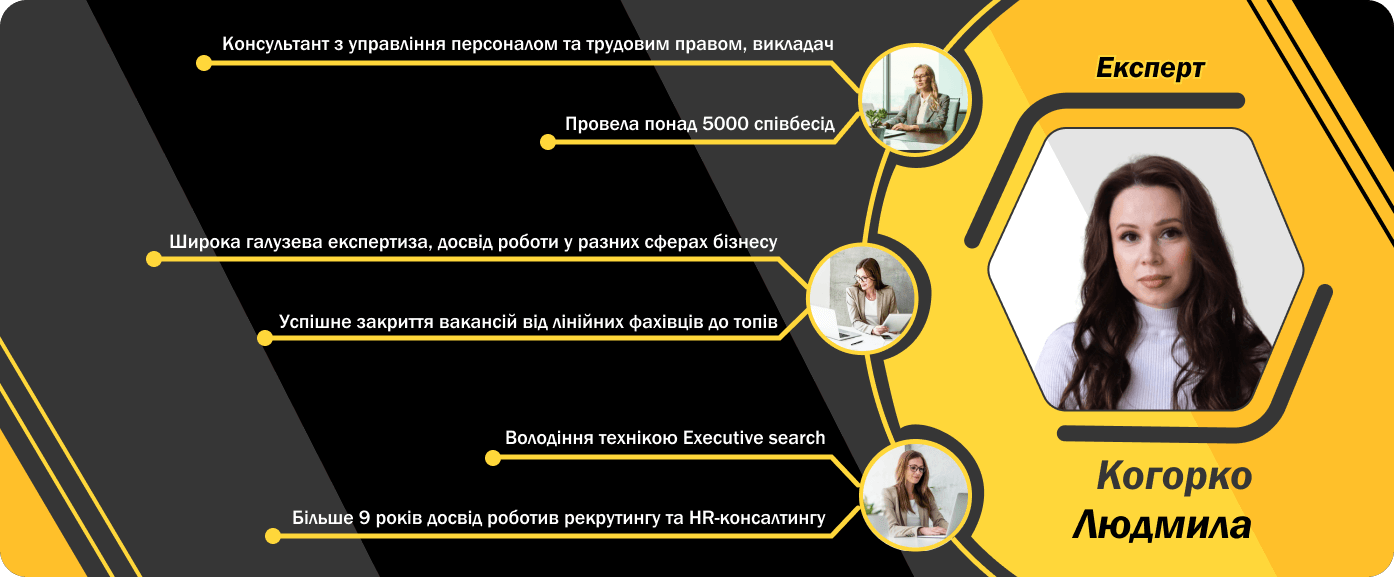 Консультант з управління персоналом та трудовим правом, викладач
Провела понад 5000 співбесід
Широка галузева експертиза, досвід роботи у разних сферах бізнесу
Успішне закриття вакансій від лінійних фахівців до топів
Володіння технікою Executive search
Більше 9 років досвід роботив рекрутингу та HR-консалтингу
Експерт
Когорко
Людмила